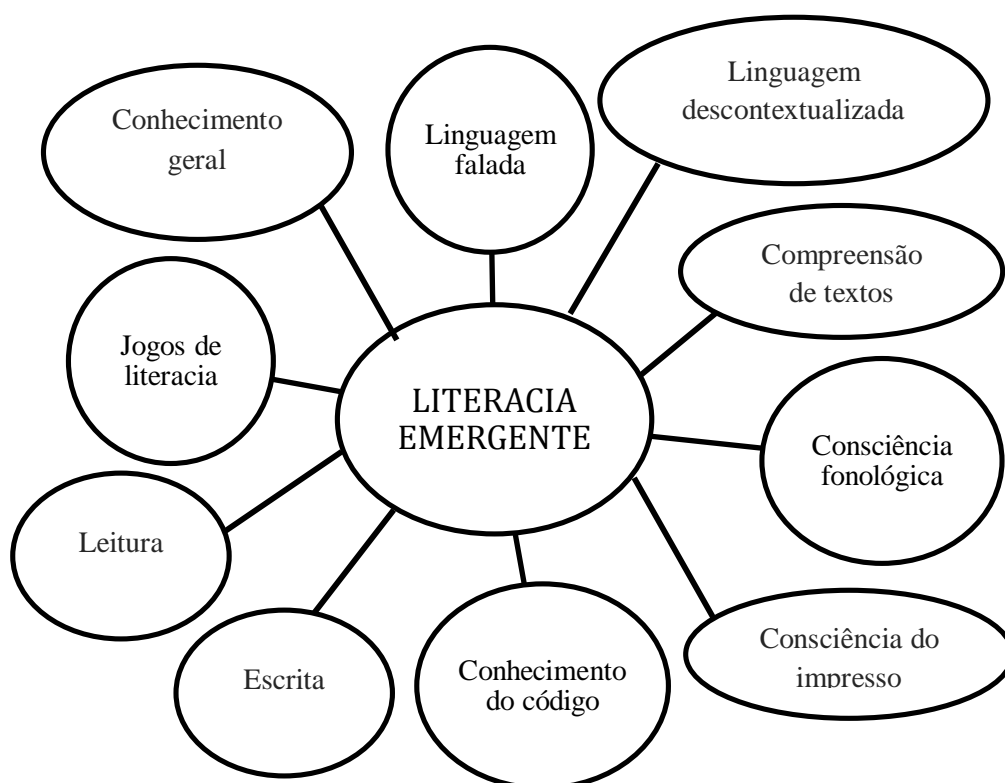 Linguagem
descontextualizada
Conhecimento
geral
Linguagem
falada
Compreensão
de textos
Jogos de
literacia
LITERACIA
EMERGENTE
Consciência
fonológica
Leitura
Escrita
Conhecimento
do código
Consciência do
impresso